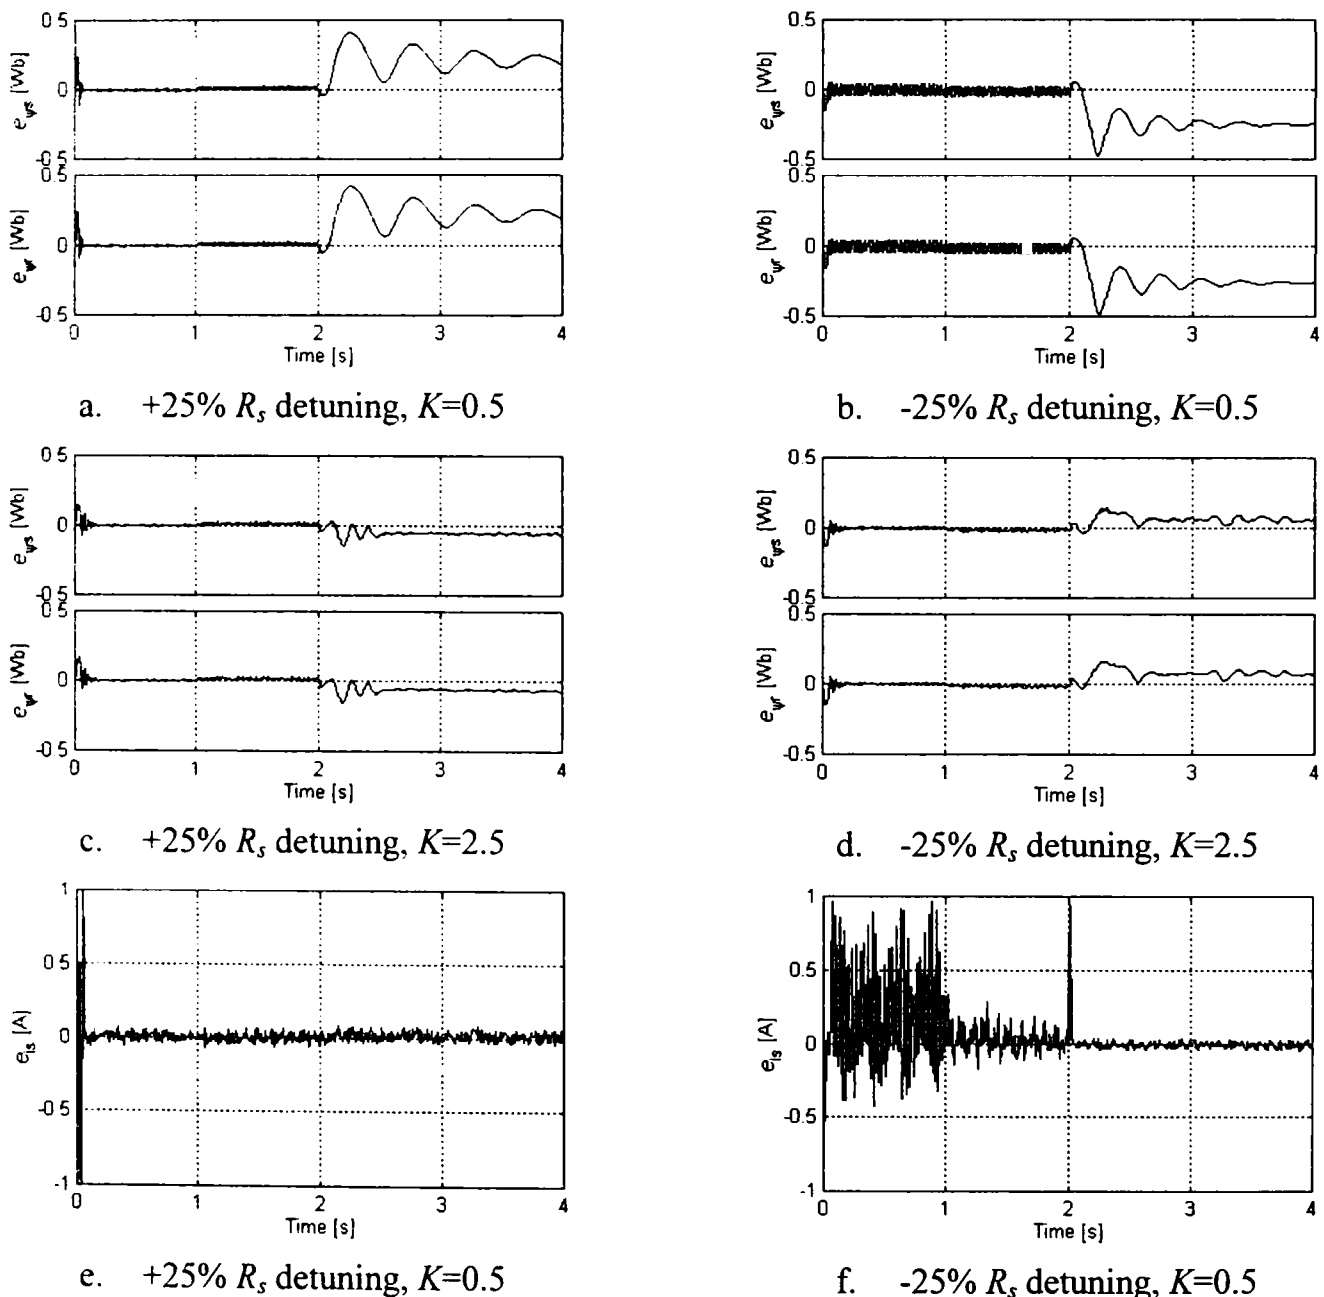 0.5
0
-0.5
e_ψs [Wb]
0.5
0
-0.5
e_ψr [Wb]
0 1 2 3 4
Time [s]
a. +25% R_s detuning, K=0.5
0.5
0
-0.5
e_ψs [Wb]
0.5
0
-0.5
e_ψr [Wb]
0 1 2 3 4
Time [s]
b. -25% R_s detuning, K=0.5
0.5
0
-0.5
e_ψs [Wb]
0.5
0
-0.5
e_ψr [Wb]
0 1 2 3 4
Time [s]
c. +25% R_s detuning, K=2.5
0.5
0
-0.5
e_ψs [Wb]
0.5
0
-0.5
e_ψr [Wb]
0 1 2 3 4
Time [s]
d. -25% R_s detuning, K=2.5
1
0.5
0
-0.5
-1
e_is [A]
0 1 2 3 4
Time [s]
e. +25% R_s detuning, K=0.5
1
0.5
0
-0.5
-1
e_is [A]
0 1 2 3 4
Time [s]
f. -25% R_s detuning, K=0.5